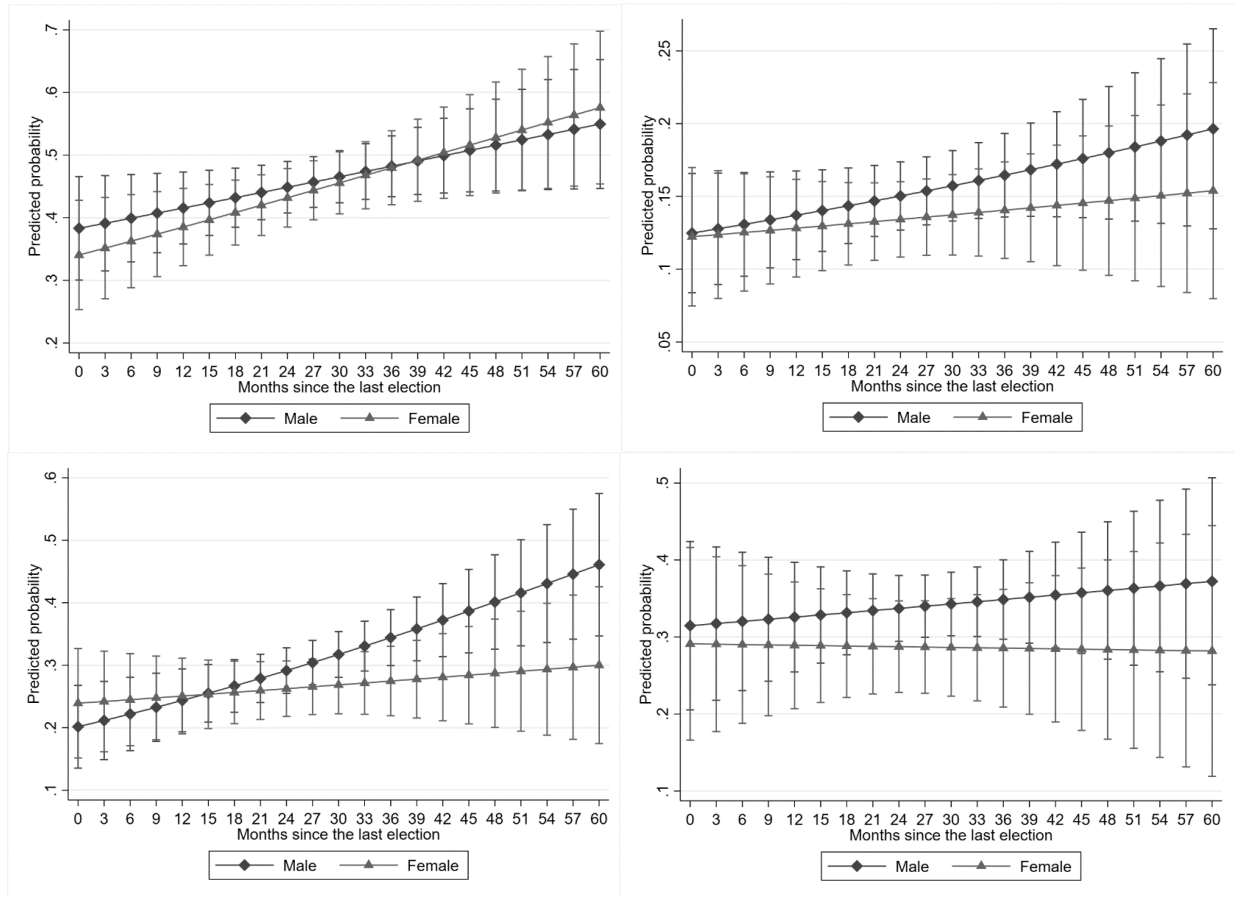 .7
.6
.5
.4
.3
.2
Predicted probability
0 3 6 9 12 15 18 21 24 27 30 33 36 39 42 45 48 51 54 57 60
Months since the last election
Male Female
.25
.2
.15
.1
.05
Predicted probability
0 3 6 9 12 15 18 21 24 27 30 33 36 39 42 45 48 51 54 57 60
Months since the last election
Male Female
.6
.5
.4
.3
.2
.1
Predicted probability
0 3 6 9 12 15 18 21 24 27 30 33 36 39 42 45 48 51 54 57 60
Months since the last election
Male Female
.5
.4
.3
.2
.1
Predicted probability
0 3 6 9 12 15 18 21 24 27 30 33 36 39 42 45 48 51 54 57 60
Months since the last election
Male Female